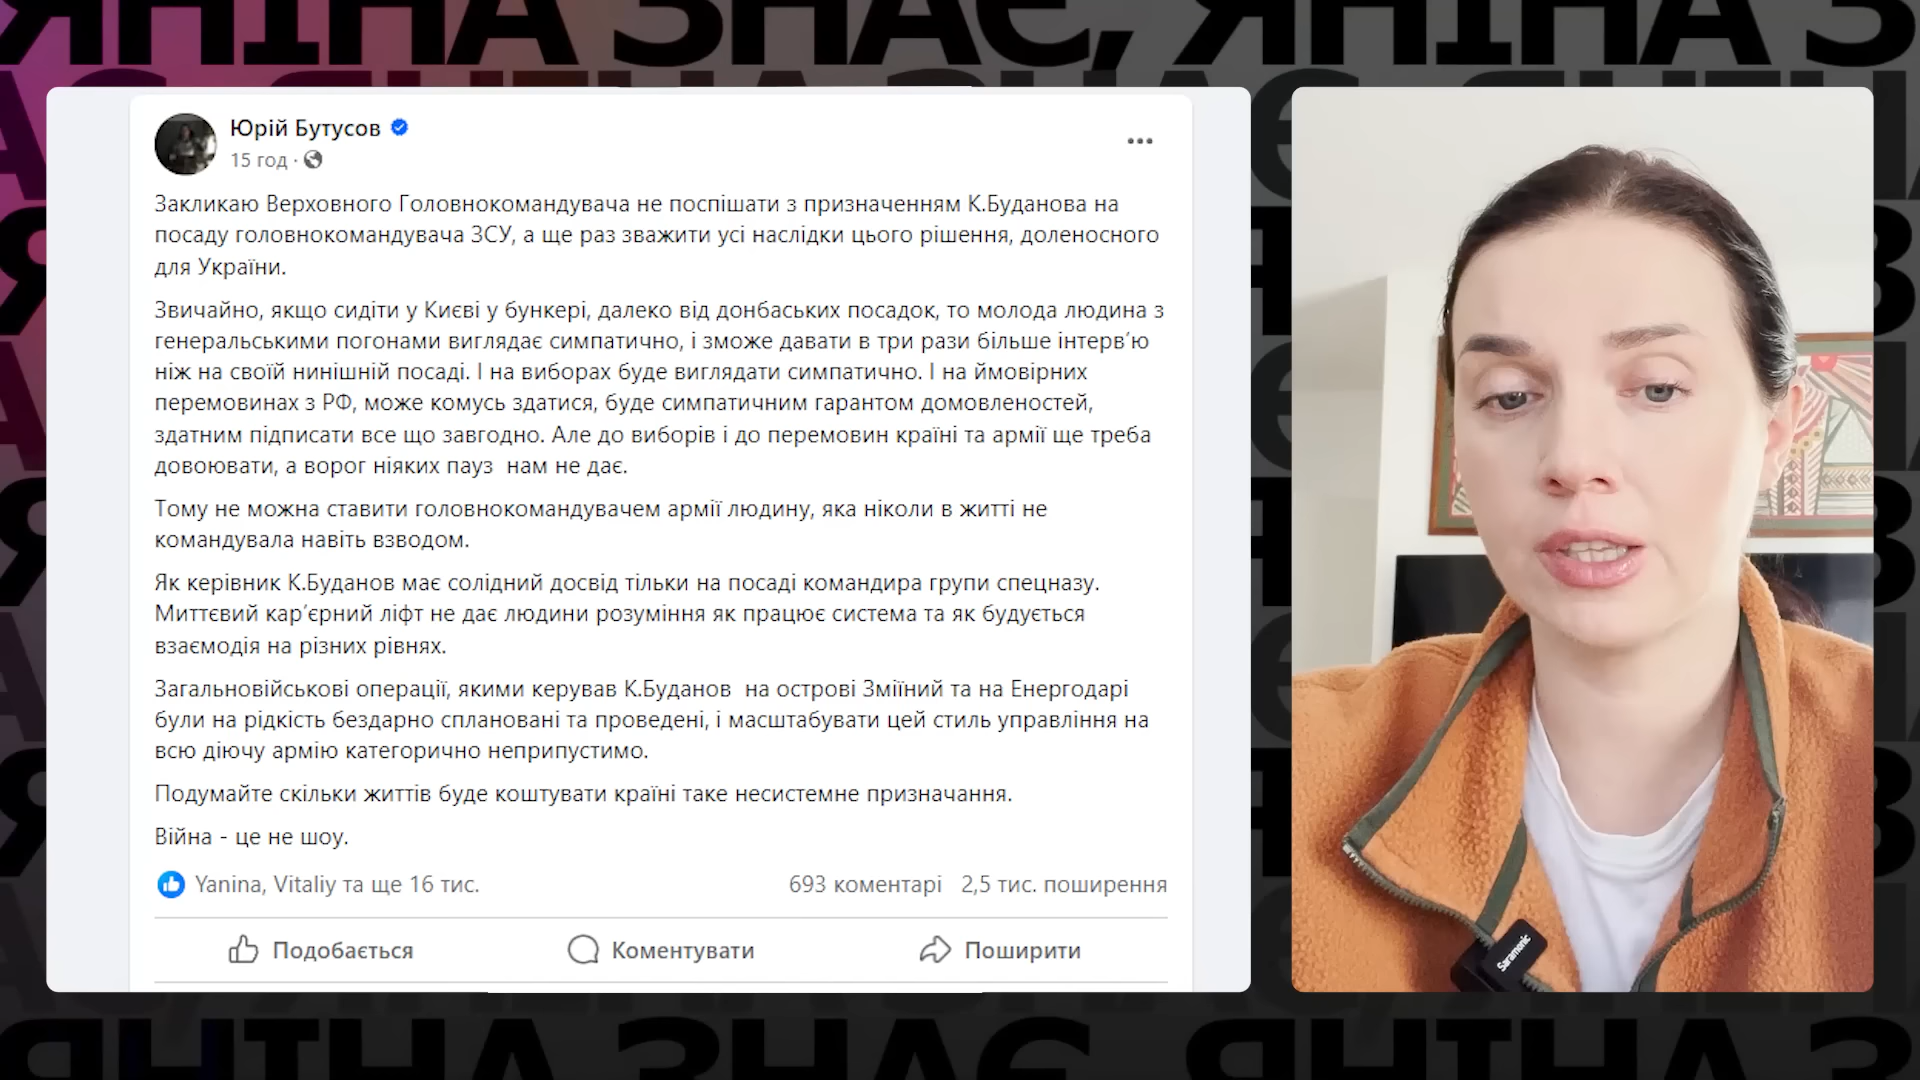 ЯНІНА ЗНАЄ, ЯНІНА З
Юрій Бутусов
15 год ·
Закликаю Верховного Головнокомандувача не поспішати з призначенням К.Буданова на
посаду головнокомандувача ЗСУ, а ще раз зважити усі наслідки цього рішення, доленосного
для України.
Звичайно, якщо сидіти у Києві у бункері, далеко від донбаських посадок, то молода людина з
генеральськими погонами виглядає симпатично, і зможе давати в три рази більше інтерв’ю
ніж на своїй нинішній посаді. І на виборах буде виглядати симпатично. І на ймовірних
перемовинах з РФ, може комусь здатися, буде симпатичним гарантом домовленостей,
здатним підписати все що завгодно. Але до виборів і до перемовин країні та армії ще треба
довоювати, а ворог ніяких пауз  нам не дає.
Тому не можна ставити головнокомандувачем армії людину, яка ніколи в житті не
командувала навіть взводом.
Як керівник К.Буданов має солідний досвід тільки на посаді командира групи спецназу.
Миттєвий кар’єрний ліфт не дає людини розуміння як працює система та як будується
взаємодія на різних рівнях.
Загальновійськові операції, якими керував К.Буданов  на острові Зміїний та на Енергодарі
були на рідкість бездарно сплановані та проведені, і масштабувати цей стиль управління на
всю діючу армію категорично неприпустимо.
Подумайте скільки життів буде коштувати країні таке несистемне призначання.
Війна - це не шоу.
Yanina, Vitaliy та ще 16 тис.
693 коментарі 2,5 тис. поширення
Подобається Коментувати Поширити
Saramonic
ЯНІНА ЗНАЄ, ЯНІНА З